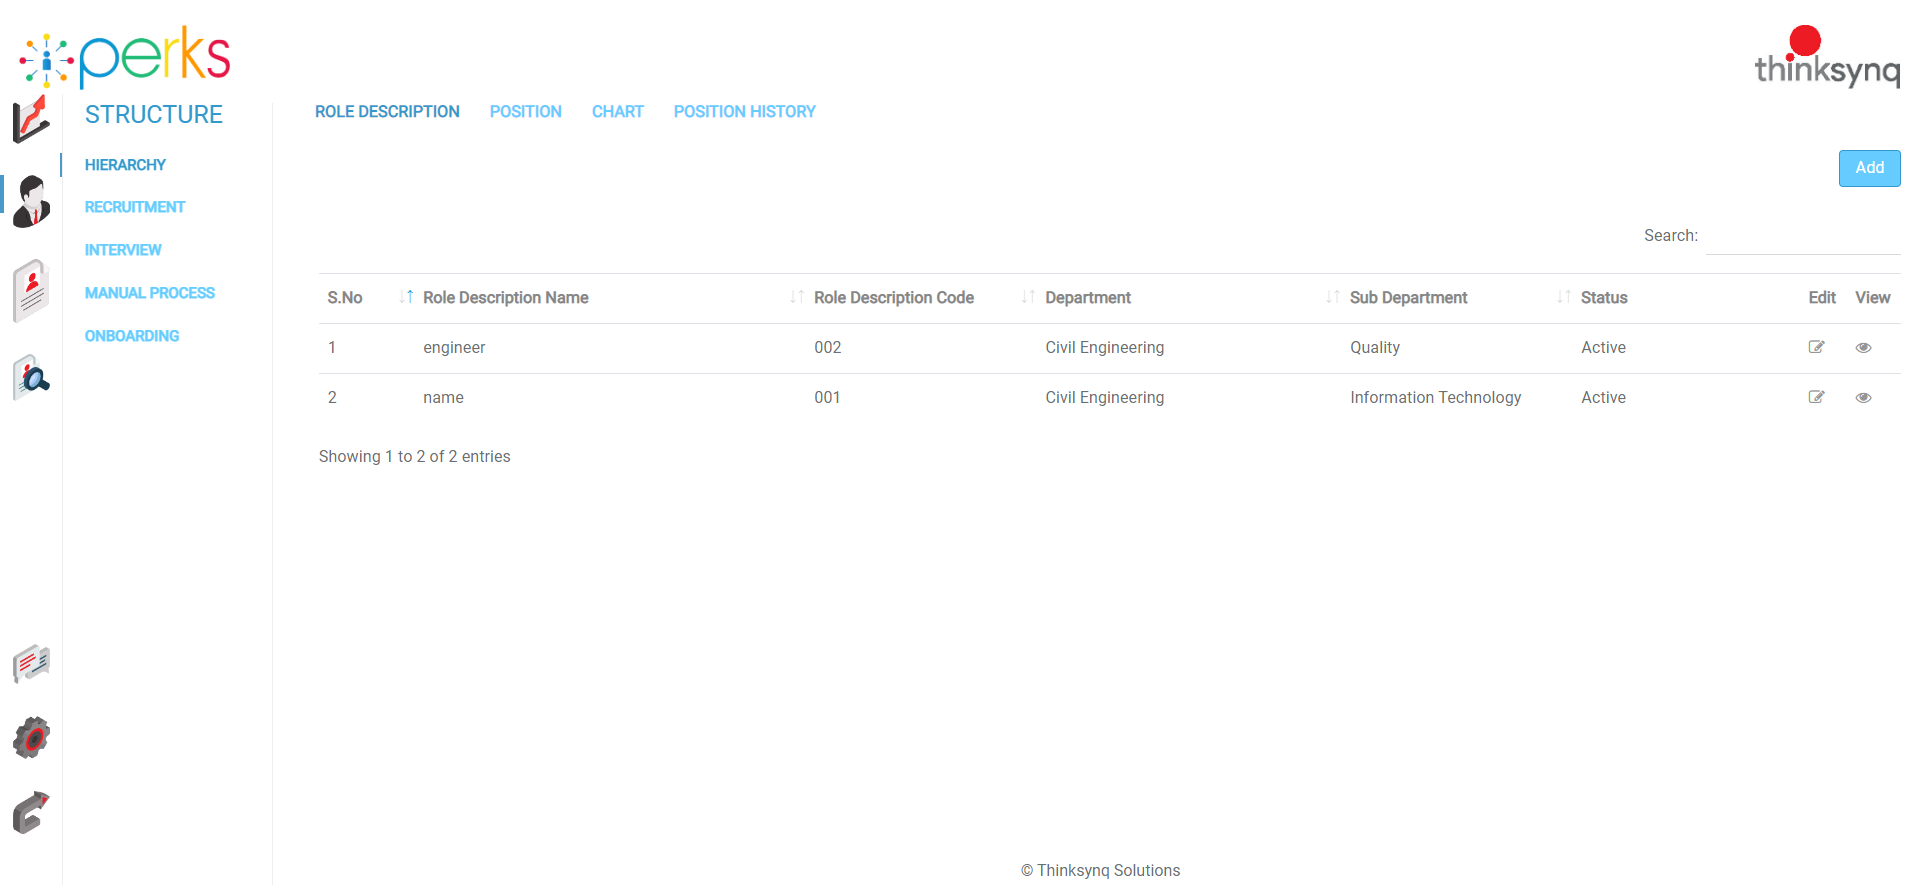 perks
thinksynq
STRUCTURE
HIERARCHY
RECRUITMENT
INTERVIEW
MANUAL PROCESS
ONBOARDING
ROLE DESCRIPTION POSITION CHART POSITION HISTORY
Add
Search:
S.No Role Description Name Role Description Code Department Sub Department Status Edit View
1 engineer 002 Civil Engineering Quality Active
2 name 001 Civil Engineering Information Technology Active
Showing 1 to 2 of 2 entries
© Thinksynq Solutions